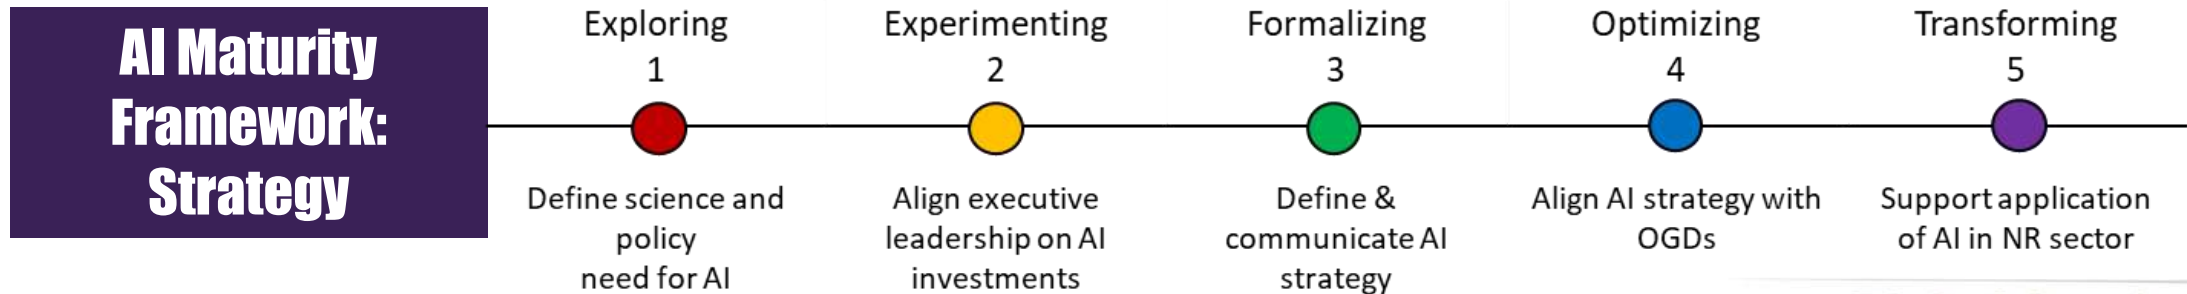 AI Maturity
Framework:
Strategy
Exploring
1
Define science and
policy
need for AI
Experimenting
2
Align executive
leadership on AI
investments
Formalizing
3
Define &
communicate AI
strategy
Optimizing
4
Align AI strategy with
OGDs
Transforming
5
Support application
of AI in NR sector